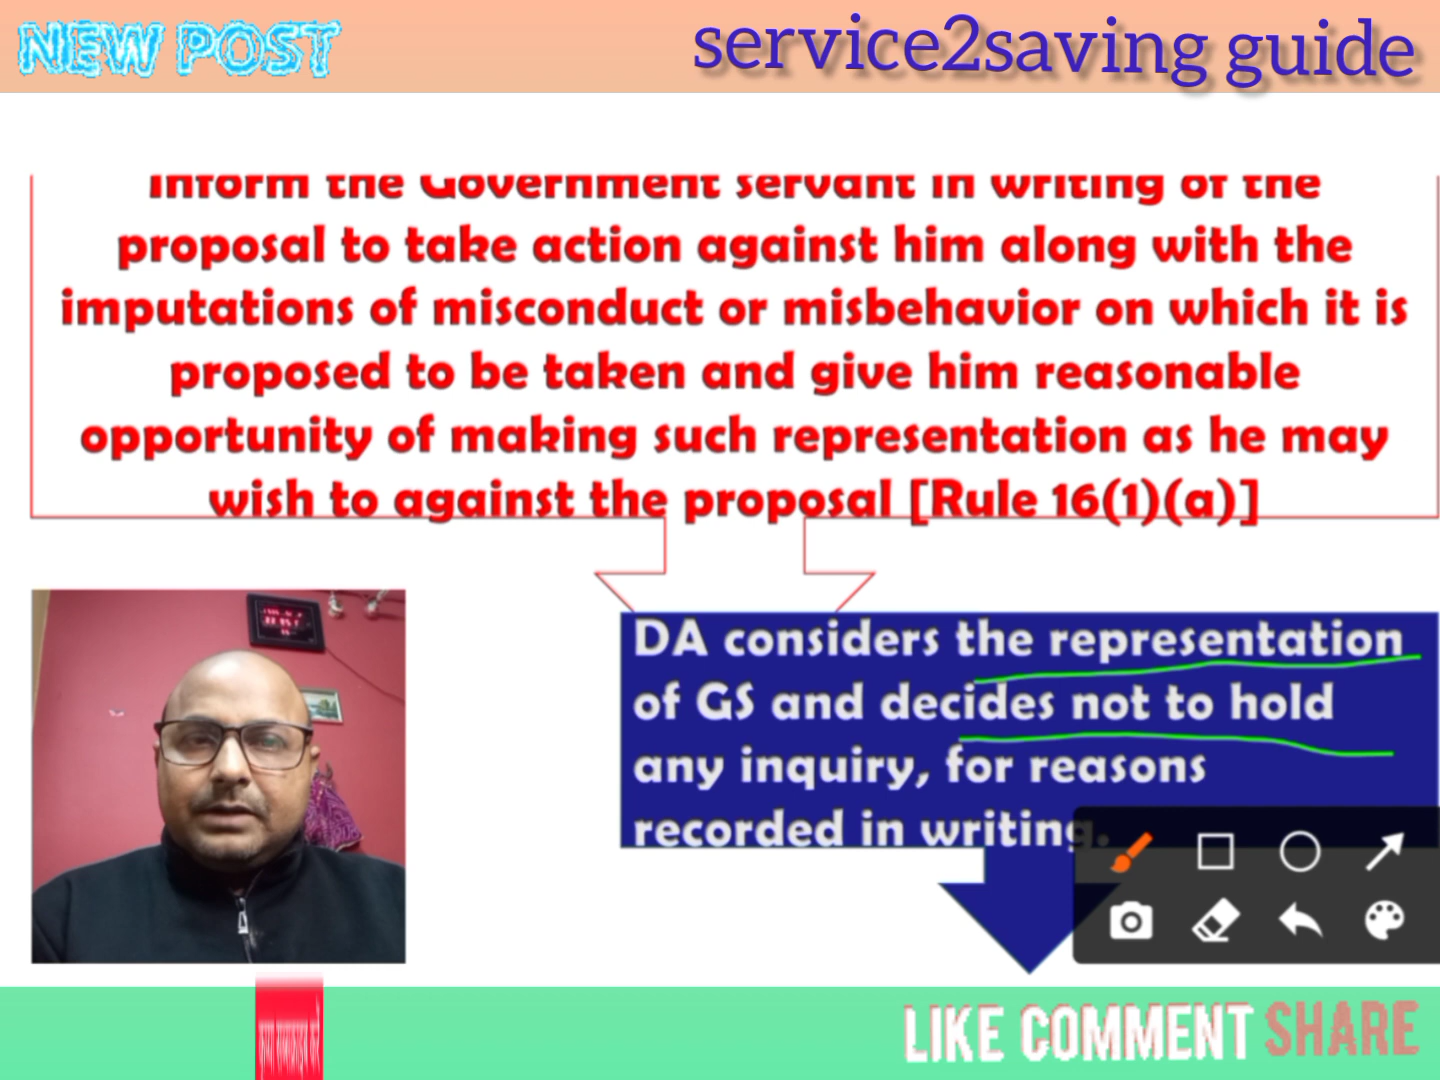 NEW POST
service2saving guide
Inform the Government servant in writing of the
proposal to take action against him along with the
imputations of misconduct or misbehavior on which it is
proposed to be taken and give him reasonable
opportunity of making such representation as he may
wish to against the proposal [Rule 16(1)(a)]
DA considers the representation
of GS and decides not to hold
any inquiry, for reasons
recorded in writing.
LIKE COMMENT SHARE